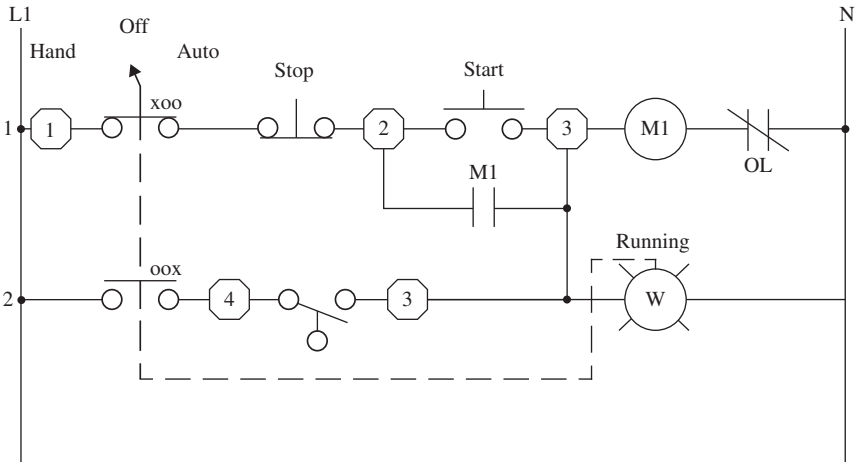 L1 N
Off
Hand Auto
Stop Start
xoo
1 1 2 3 M1
OL
M1
Running
oox
2 4 3 W